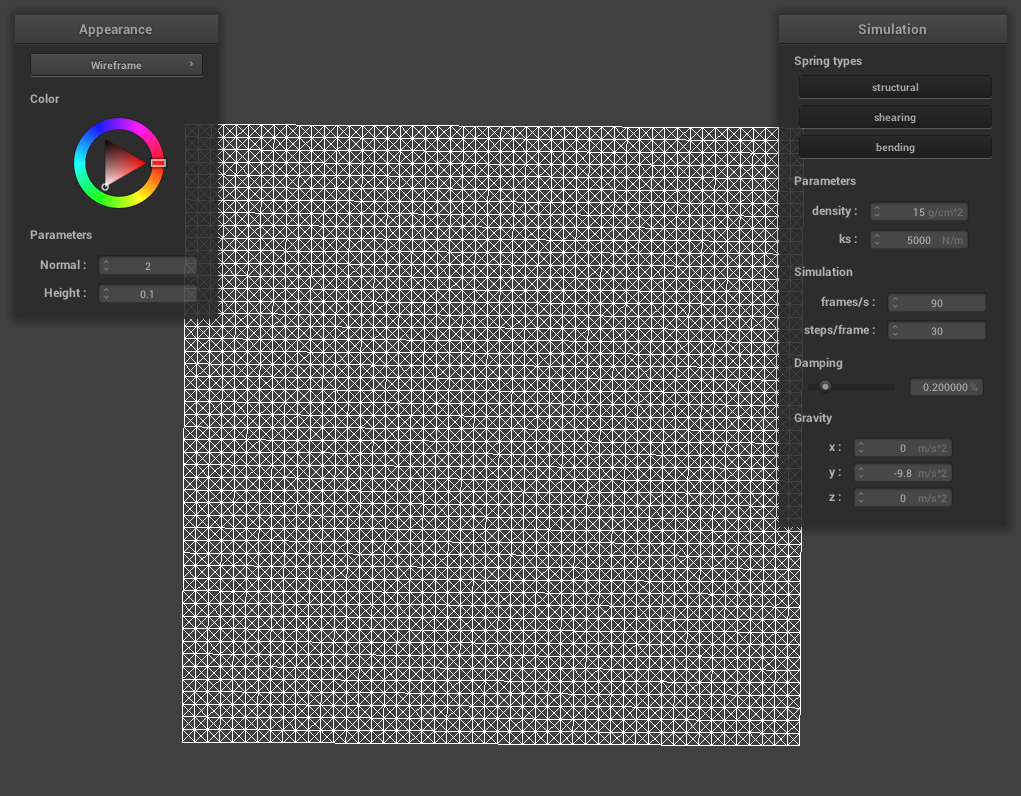 Appearance
Wireframe ›
Color
Parameters
Normal : 2
Height : 0.1
Simulation
Spring types
structural
shearing
bending
Parameters
density : 15 g/cm^2
ks : 5000 N/m
Simulation
frames/s : 90
steps/frame : 30
Damping
0.200000 %
Gravity
x : 0 m/s^2
y : -9.8 m/s^2
z : 0 m/s^2